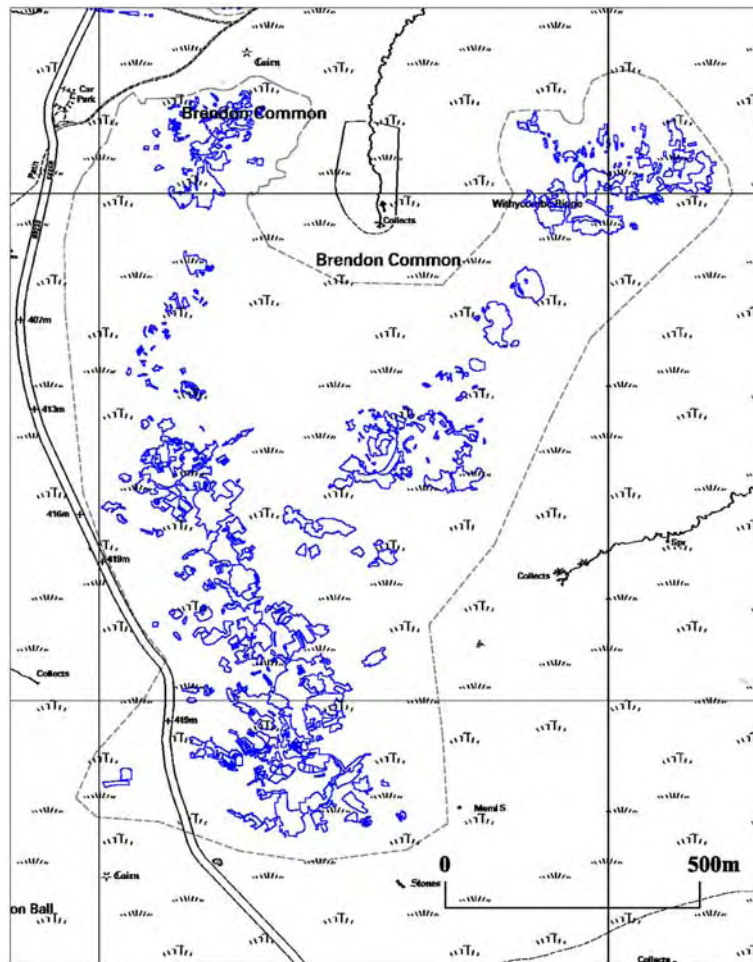 Cairn
Car
Park
Brendon Common
Path
Withycombe Ridge
Collects
Brendon Common
407m
413m
416m
419m
Spr
Collects
Collects
419m
Meml S
0 500m
Cairn
Stones
on Ball
Collects